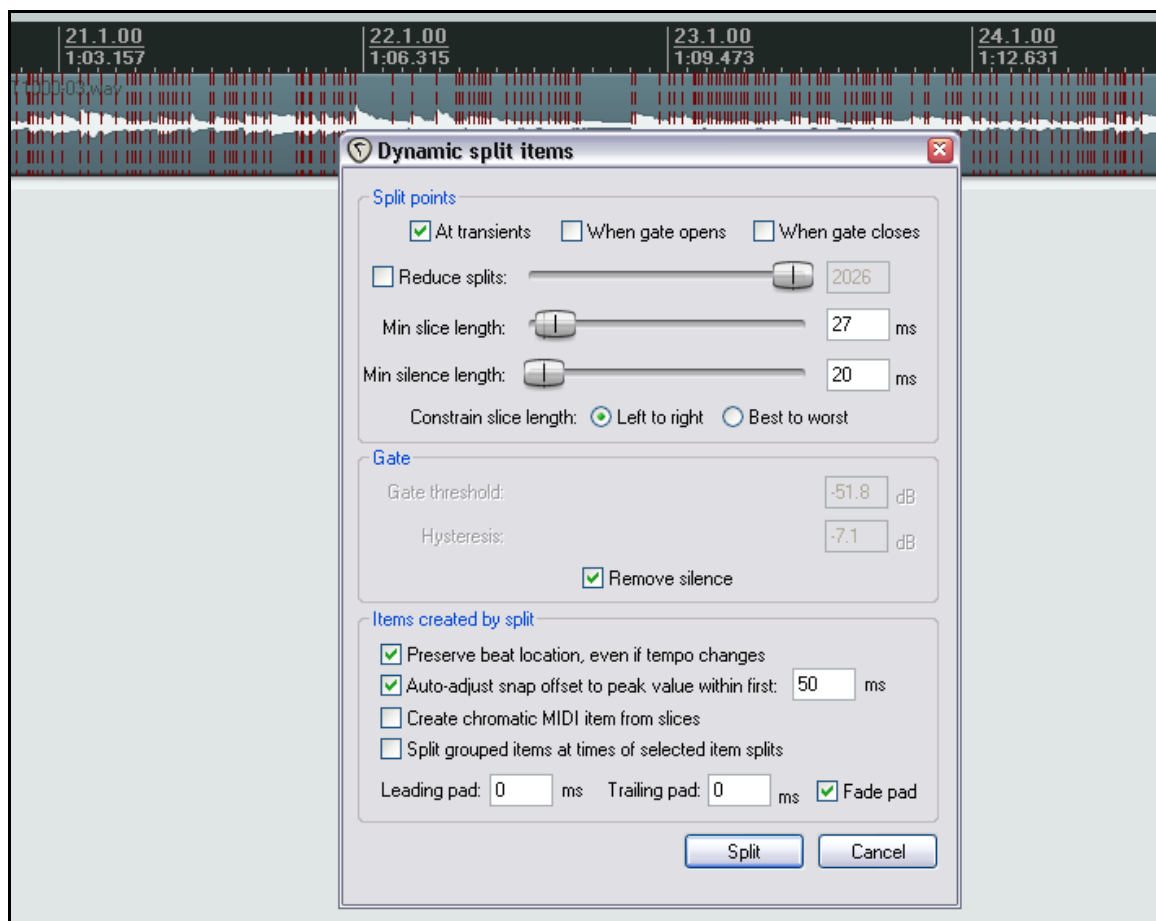 21.1.00 22.1.00 23.1.00 24.1.00
1:03.157 1:06.315 1:09.473 1:12.631
Dynamic split items
Split points
At transients When gate opens When gate closes
Reduce splits: 2026
Min slice length: 27 ms
Min silence length: 20 ms
Constrain slice length: Left to right Best to worst
Gate
Gate threshold: -51.8 dB
Hysteresis: -7.1 dB
Remove silence
Items created by split
Preserve beat location, even if tempo changes
Auto-adjust snap offset to peak value within first: 50 ms
Create chromatic MIDI item from slices
Split grouped items at times of selected item splits
Leading pad: 0 ms Trailing pad: 0 ms Fade pad
Split Cancel